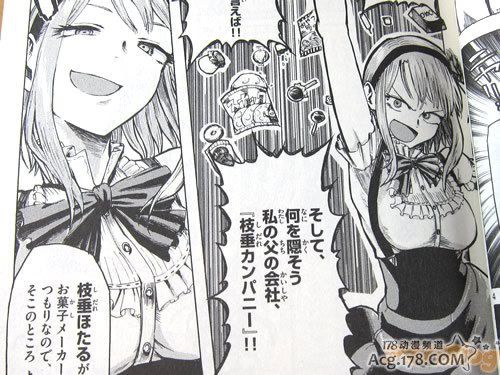 言えば!!
そして、
何を隠そう
私の父の会社、
『枝垂カンパニー』!!
枝垂ほたるが
お菓子メーカー
つもりなので、
そこのところ
178动漫频道
Acg.178.COM